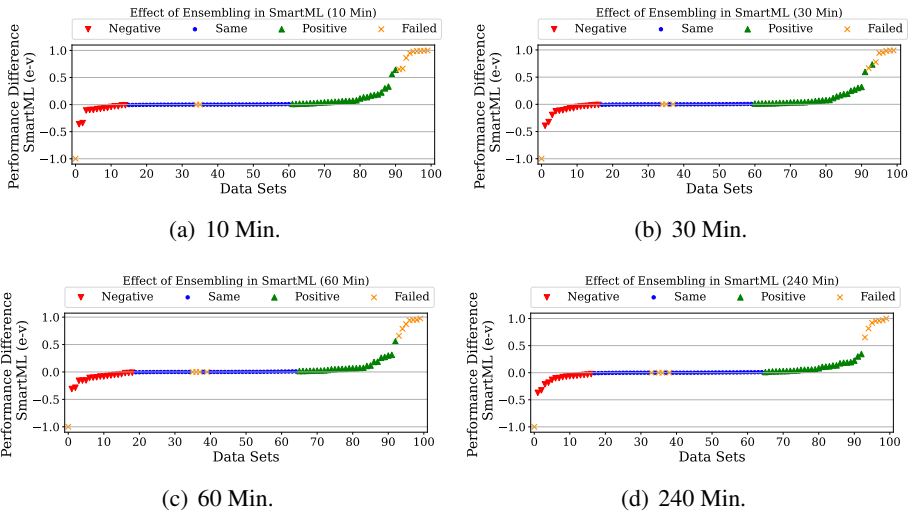 Effect of Ensembling in SmartML (10 Min)
Negative Same Positive Failed
Performance Difference
SmartML (e-v)
1.0
0.5
0.0
−0.5
−1.0
0 10 20 30 40 50 60 70 80 90 100
Data Sets
(a) 10 Min.
Effect of Ensembling in SmartML (30 Min)
Negative Same Positive Failed
Performance Difference
SmartML (e-v)
1.0
0.5
0.0
−0.5
−1.0
0 10 20 30 40 50 60 70 80 90 100
Data Sets
(b) 30 Min.
Effect of Ensembling in SmartML (60 Min)
Negative Same Positive Failed
Performance Difference
SmartML (e-v)
1.0
0.5
0.0
−0.5
−1.0
0 10 20 30 40 50 60 70 80 90 100
Data Sets
(c) 60 Min.
Effect of Ensembling in SmartML (240 Min)
Negative Same Positive Failed
Performance Difference
SmartML (e-v)
1.0
0.5
0.0
−0.5
−1.0
0 10 20 30 40 50 60 70 80 90 100
Data Sets
(d) 240 Min.